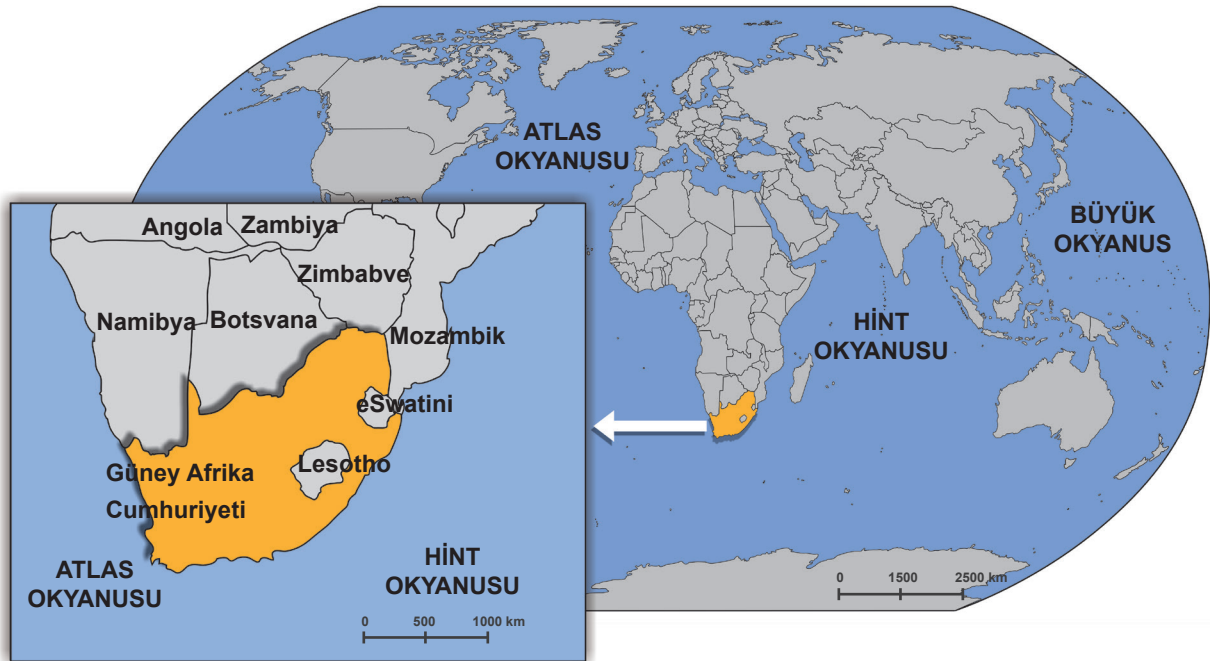 ATLAS
OKYANUSU
BÜYÜK
OKYANUS
HİNT
OKYANUSU
0 1500 2500 km
Angola
Zambiya
Zimbabve
Namibya
Botsvana
Mozambik
eSwatini
Lesotho
Güney Afrika
Cumhuriyeti
ATLAS
OKYANUSU
HİNT
OKYANUSU
0 500 1000 km